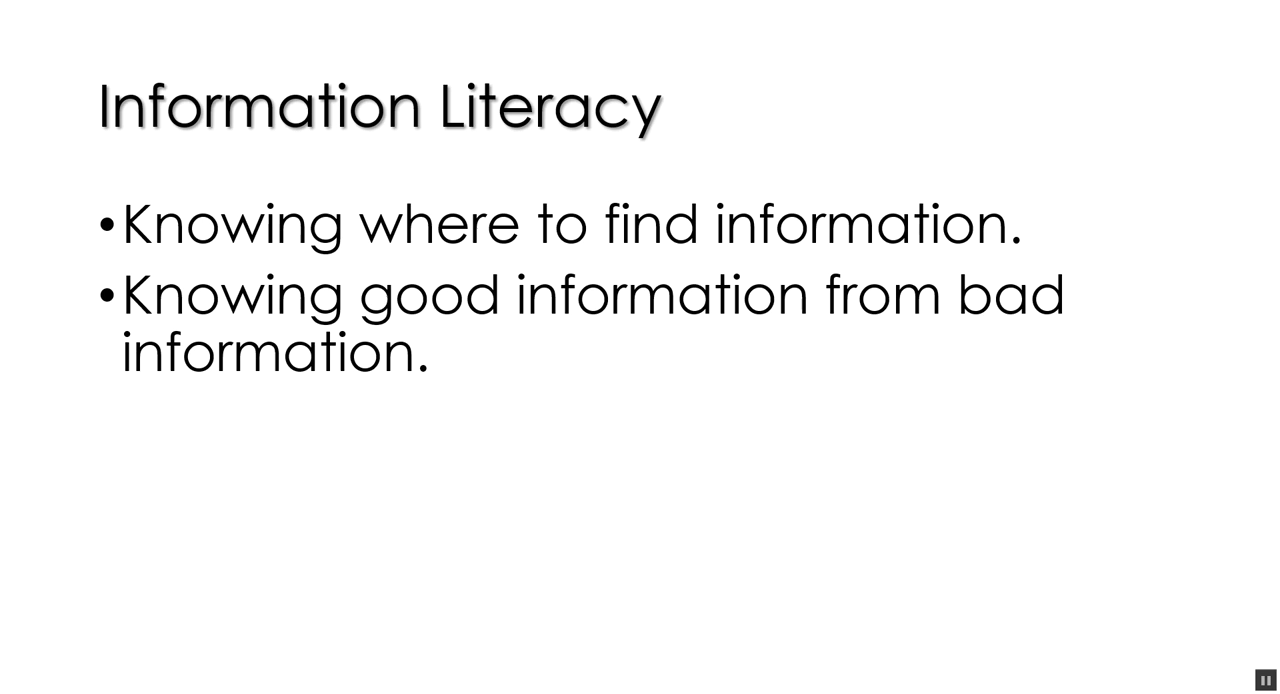 Information Literacy
•Knowing where to find information.
•Knowing good information from bad
information.